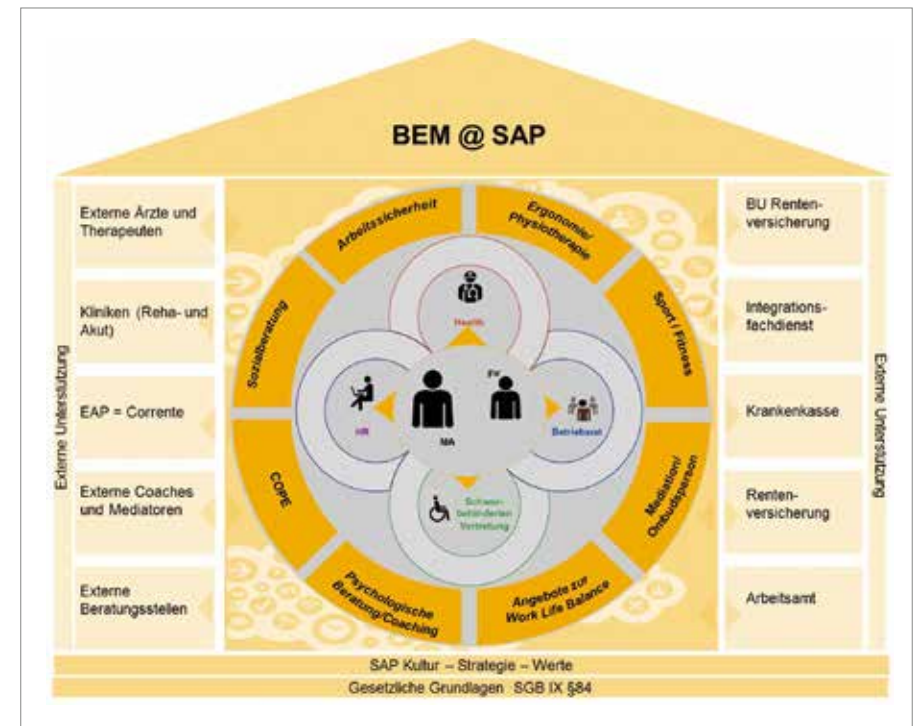 BEM @ SAP
Externe Unterstützung
Externe Ärzte und
Therapeuten
Kliniken (Reha- und
Akut)
EAP = Corrente
Externe Coaches
und Mediatoren
Externe
Beratungsstellen
Arbeitssicherheit
Ergonomie/
Physiotherapie
Sport / Fitness
Mediation/
Ombudsperson
Angebote zur
Work Life Balance
Psychologische
Beratung/Coaching
COPE
Sozialberatung
Health
HR
MA
FK
Betriebsrat
Schwer-
behinderten
Vertretung
BU Renten-
versicherung
Integrations-
fachdienst
Krankenkasse
Renten-
versicherung
Arbeitsamt
Externe Unterstützung
SAP Kultur – Strategie – Werte
Gesetzliche Grundlagen SGB IX §84